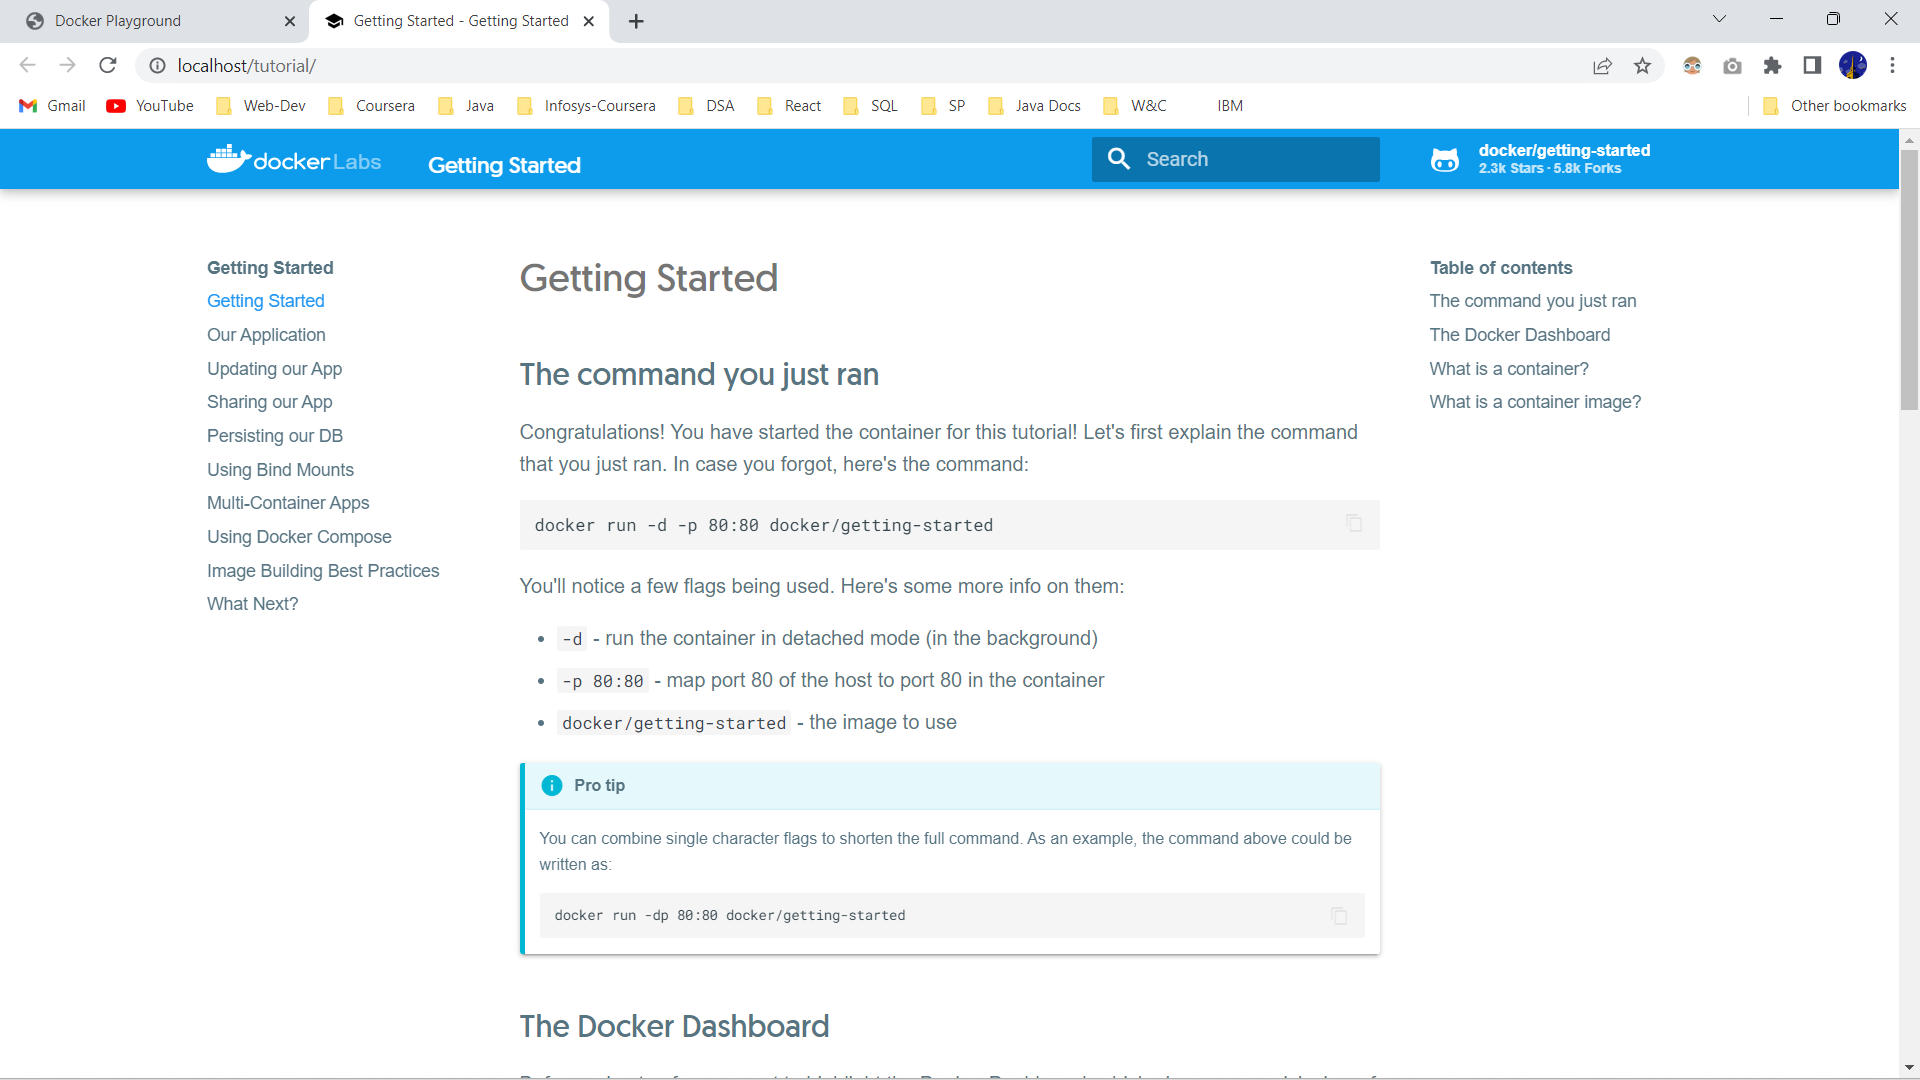 Docker Playground
Getting Started - Getting Started
localhost/tutorial/
Gmail YouTube Web-Dev Coursera Java Infosys-Coursera DSA React SQL SP Java Docs W&C IBM Other bookmarks
dockerLabs
Getting Started
Search
docker/getting-started
2.3k Stars · 5.8k Forks
Getting Started
Getting Started
Our Application
Updating our App
Sharing our App
Persisting our DB
Using Bind Mounts
Multi-Container Apps
Using Docker Compose
Image Building Best Practices
What Next?
Getting Started
The command you just ran
Congratulations! You have started the container for this tutorial! Let's first explain the command
that you just ran. In case you forgot, here's the command:
docker run -d -p 80:80 docker/getting-started
You'll notice a few flags being used. Here's some more info on them:
• -d - run the container in detached mode (in the background)
• -p 80:80 - map port 80 of the host to port 80 in the container
• docker/getting-started - the image to use
Pro tip
You can combine single character flags to shorten the full command. As an example, the command above could be
written as:
docker run -dp 80:80 docker/getting-started
The Docker Dashboard
Table of contents
The command you just ran
The Docker Dashboard
What is a container?
What is a container image?